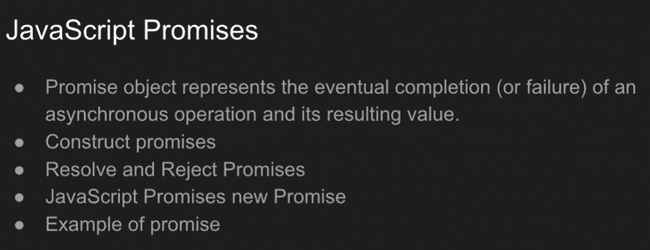 JavaScript Promises
● Promise object represents the eventual completion (or failure) of an
asynchronous operation and its resulting value.
● Construct promises
● Resolve and Reject Promises
● JavaScript Promises new Promise
● Example of promise